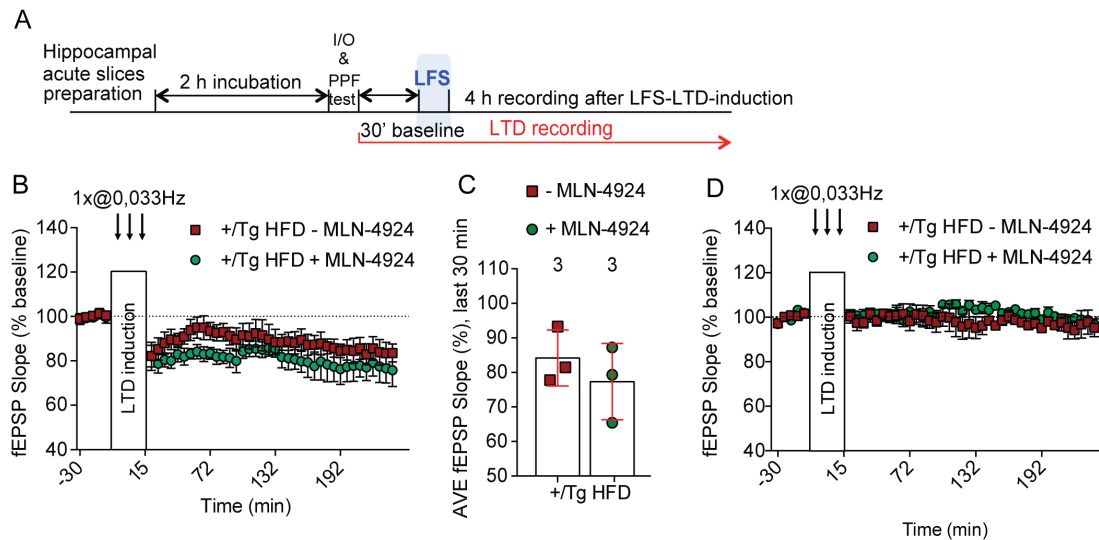 A
Hippocampal
acute slices
preparation
2 h incubation
I/O
&
PPF
test
LFS
4 h recording after LFS-LTD-induction
30' baseline
LTD recording
B
1x@0,033Hz
+/Tg HFD - MLN-4924
+/Tg HFD + MLN-4924
fEPSP Slope (% baseline)
140
120
100
80
60
40
LTD induction
-30
15
72
132
192
Time (min)
C
- MLN-4924
+ MLN-4924
AVE fEPSP Slope (%), last 30 min
110
100
90
80
70
60
50
3
3
+/Tg HFD
D
1x@0,033Hz
+/Tg HFD - MLN-4924
+/Tg HFD + MLN-4924
fEPSP Slope (% baseline)
140
120
100
80
60
40
LTD induction
-30
15
72
132
192
Time (min)